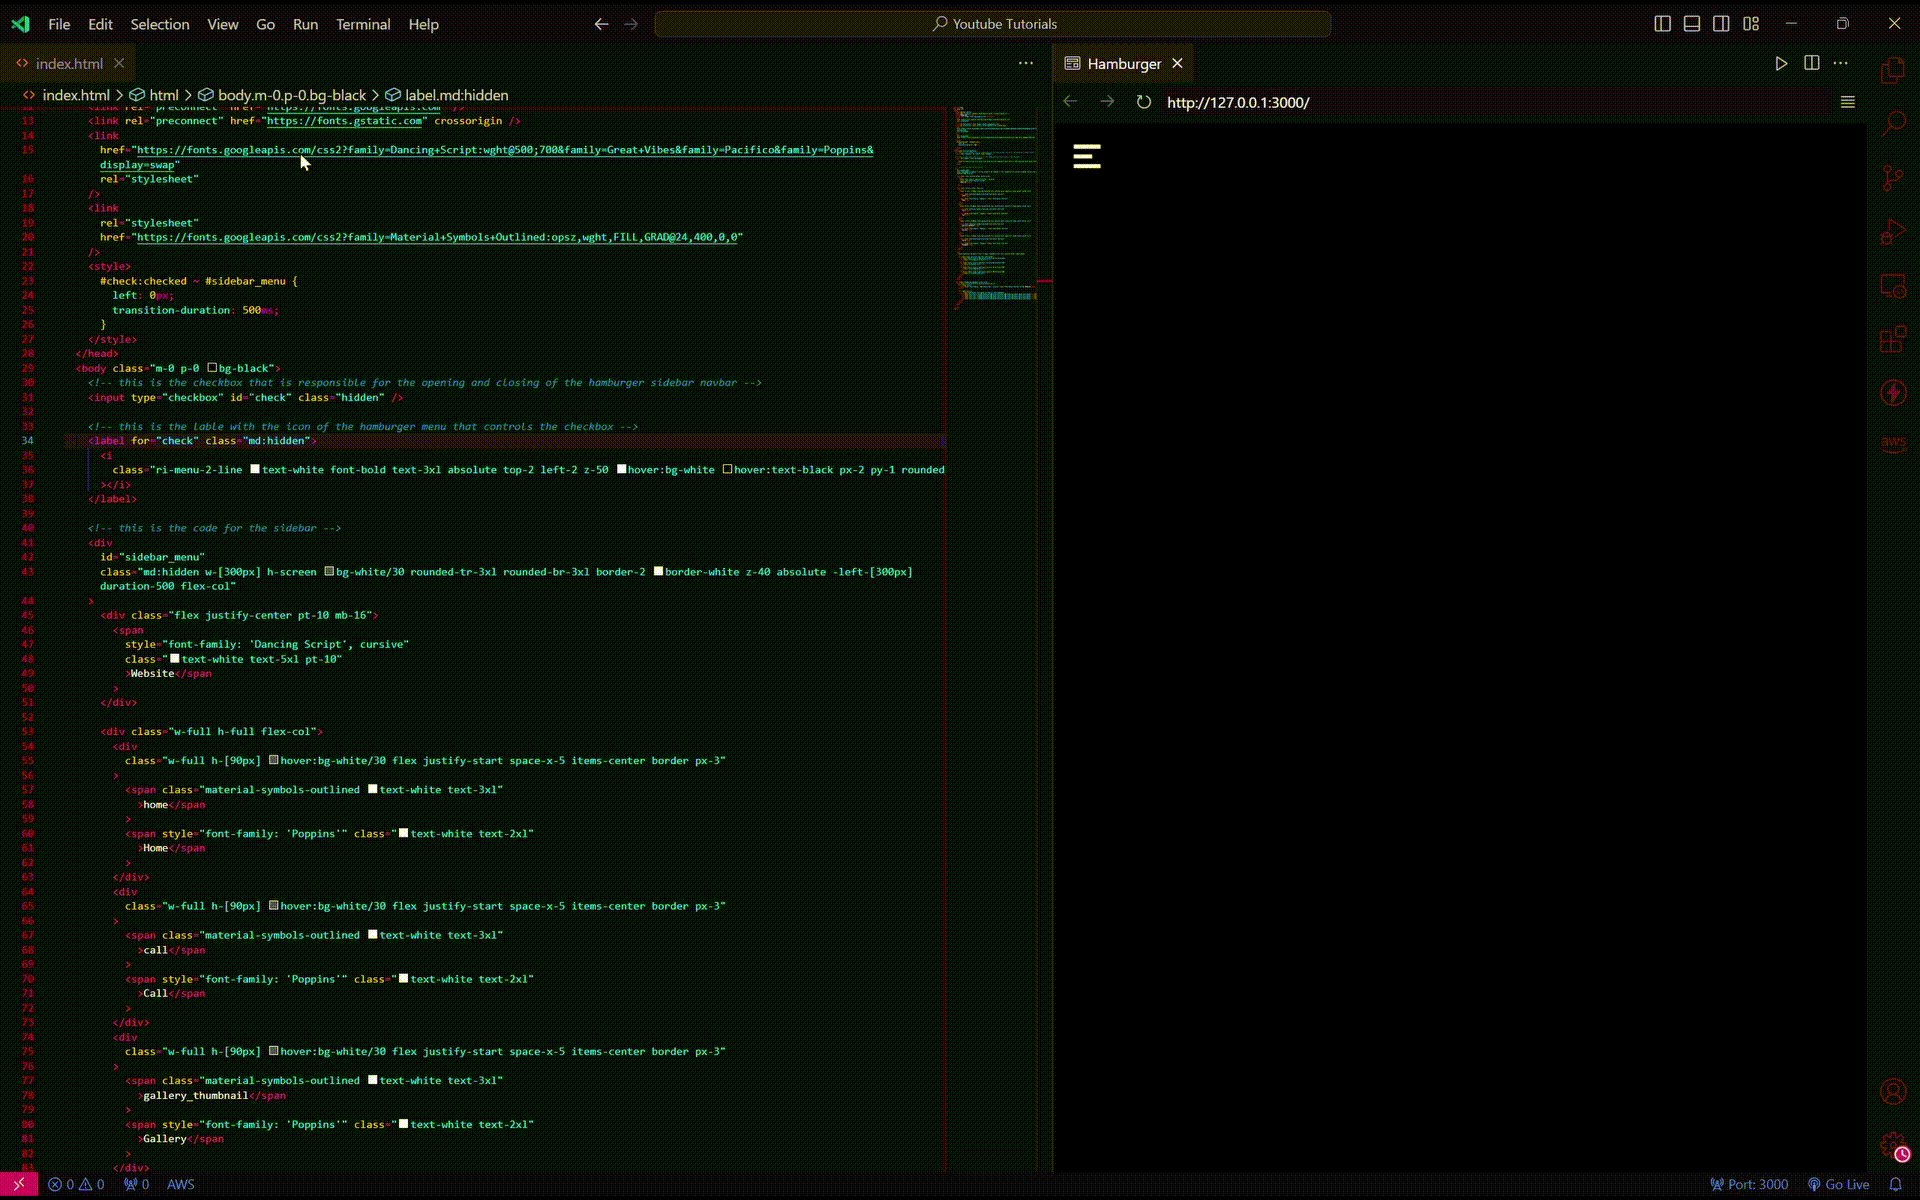 File Edit Selection View Go Run Terminal Help
Youtube Tutorials
index.html
Hamburger
index.html > html > body.m-0.p-0.bg-black > label.md:hidden
http://127.0.0.1:3000/
12 <link rel="preconnect" href="https://fonts.googleapis.com" />
13 <link rel="preconnect" href="https://fonts.gstatic.com" crossorigin />
14 <link
15 href="https://fonts.googleapis.com/css2?family=Dancing+Script:wght@500;700&family=Great+Vibes&family=Pacifico&family=Poppins&
display=swap"
16 rel="stylesheet"
17 />
18 <link
19 rel="stylesheet"
20 href="https://fonts.googleapis.com/css2?family=Material+Symbols+Outlined:opsz,wght,FILL,GRAD@24,400,0,0"
21 />
22 <style>
23 #check:checked ~ #sidebar_menu {
24 left: 0px;
25 transition-duration: 500ms;
26 }
27 </style>
28 </head>
29 <body class="m-0 p-0 bg-black">
30 <!-- this is the checkbox that is responsible for the opening and closing of the hamburger sidebar navbar -->
31 <input type="checkbox" id="check" class="hidden" />
32
33 <!-- this is the lable with the icon of the hamburger menu that controls the checkbox -->
34 <label for="check" class="md:hidden">
35 <i
36 class="ri-menu-2-line text-white font-bold text-3xl absolute top-2 left-2 z-50 hover:bg-white hover:text-black px-2 py-1 rounded
37 ></i>
38 </label>
39
40 <!-- this is the code for the sidebar -->
41 <div
42 id="sidebar_menu"
43 class="md:hidden w-[300px] h-screen bg-white/30 rounded-tr-3xl rounded-br-3xl border-2 border-white z-40 absolute -left-[300px]
duration-500 flex-col"
44 >
45 <div class="flex justify-center pt-10 mb-16">
46 <span
47 style="font-family: 'Dancing Script', cursive"
48 class="text-white text-5xl pt-10"
49 >Website</span
50 >
51 </div>
52
53 <div class="w-full h-full flex-col">
54 <div
55 class="w-full h-[90px] hover:bg-white/30 flex justify-start space-x-5 items-center border px-3"
56 >
57 <span class="material-symbols-outlined text-white text-3xl"
58 >home</span
59 >
60 <span style="font-family: 'Poppins'" class="text-white text-2xl"
61 >Home</span
62 >
63 </div>
64 <div
65 class="w-full h-[90px] hover:bg-white/30 flex justify-start space-x-5 items-center border px-3"
66 >
67 <span class="material-symbols-outlined text-white text-3xl"
68 >call</span
69 >
70 <span style="font-family: 'Poppins'" class="text-white text-2xl"
71 >Call</span
72 >
73 </div>
74 <div
75 class="w-full h-[90px] hover:bg-white/30 flex justify-start space-x-5 items-center border px-3"
76 >
77 <span class="material-symbols-outlined text-white text-3xl"
78 >gallery_thumbnail</span
79 >
80 <span style="font-family: 'Poppins'" class="text-white text-2xl"
81 >Gallery</span
82 >
83 </div>
aws
0 0 0 AWS
Port: 3000 Go Live